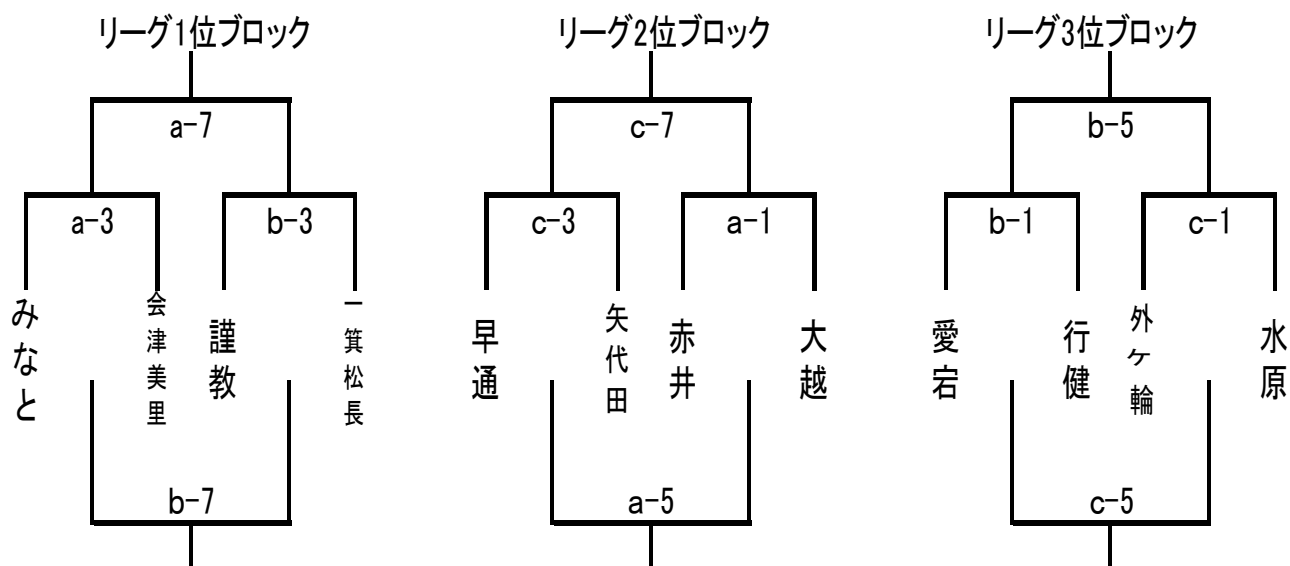 リーグ1位ブロック
a-7
a-3
b-3
みなと
会津美里
謹教
一箕松長
b-7
リーグ2位ブロック
c-7
c-3
a-1
早通
矢代田
赤井
大越
a-5
リーグ3位ブロック
b-5
b-1
c-1
愛宕
行健
外ケ輪
水原
c-5